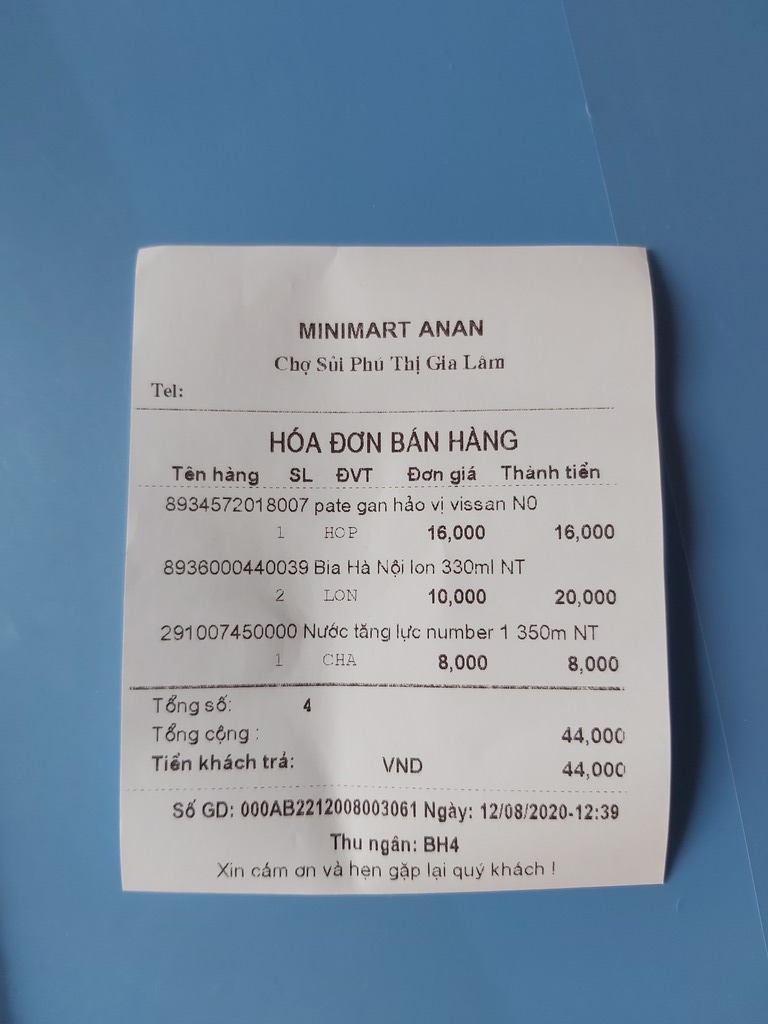 MINIMART ANAN
Chợ Sủi Phú Thị Gia Lâm
Tel:
HÓA ĐƠN BÁN HÀNG
Tên hàng SL ĐVT Đơn giá Thành tiền
8934572018007 pate gan hảo vị vissan N0
1 HOP 16,000 16,000
8936000440039 Bia Hà Nội lon 330ml NT
2 LON 10,000 20,000
291007450000 Nước tăng lực number 1 350m NT
1 CHA 8,000 8,000
Tổng số: 4
Tổng cộng : 44,000
Tiền khách trả: VND 44,000
Số GD: 000AB2212008003061 Ngày: 12/08/2020-12:39
Thu ngân: BH4
Xin cám ơn và hẹn gặp lại quý khách !